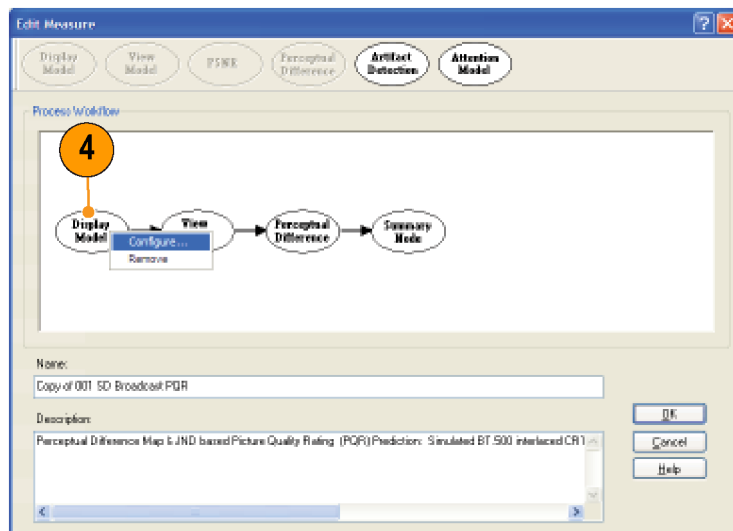 Edit Measure
Display Model
View Model
PSNR
Perceptual Difference
Artifact Detection
Attention Model
Process Workflow
4
Display Model
View
Perceptual Difference
Summary Node
Configure...
Remove
Name:
Copy of 001 SD Broadcast PQR
Description:
Perceptual Difference Map & JND based Picture Quality Rating (PQR) Prediction: Simulated BT.500 interlaced CRT
OK
Cancel
Help